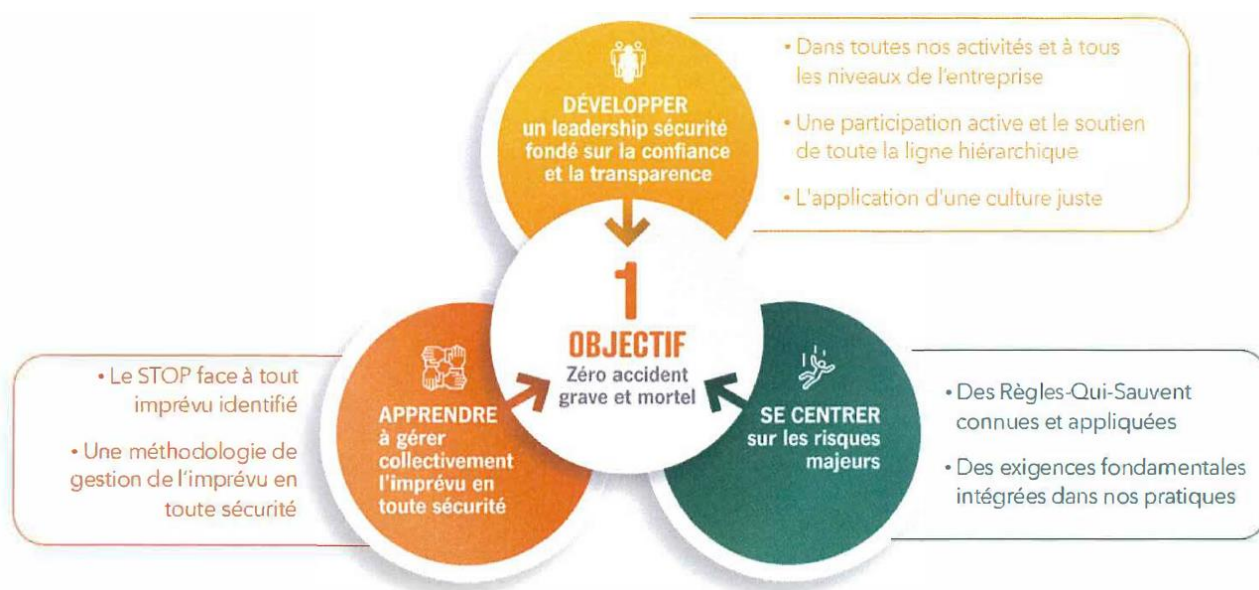 DÉVELOPPER
un leadership sécurité
fondé sur la confiance
et la transparence
• Dans toutes nos activités et à tous
les niveaux de l'entreprise
• Une participation active et le soutien
de toute la ligne hiérarchique
• L'application d'une culture juste
1
OBJECTIF
Zéro accident
grave et mortel
• Le STOP face à tout
imprévu identifié
• Une méthodologie de
gestion de l'imprévu en
toute sécurité
APPRENDRE
à gérer
collectivement
l'imprévu en
toute sécurité
SE CENTRER
sur les risques
majeurs
• Des Règles-Qui-Sauvent
connues et appliquées
• Des exigences fondamentales
intégrées dans nos pratiques